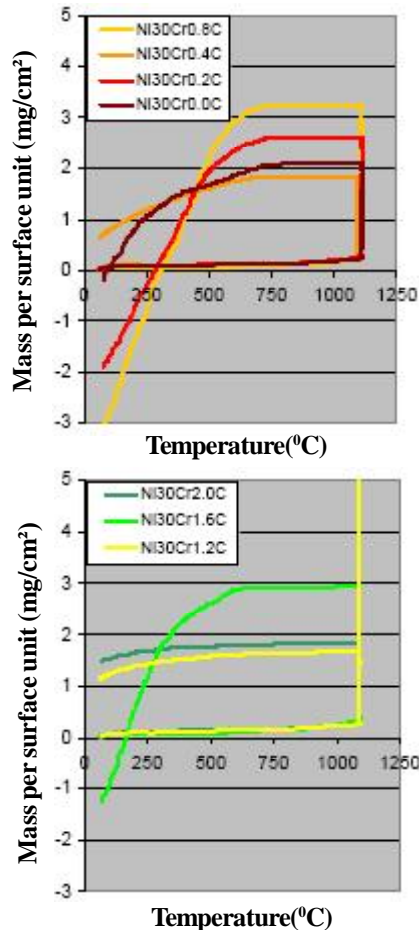 5
4
3
2
1
0
-1
-2
-3
0
250
500
750
1000
1250
NI30Cr0.8C
NI30Cr0.4C
NI30Cr0.2C
NI30Cr0.0C
Mass per surface unit (mg/cm²)
Temperature(⁰C)
5
4
3
2
1
0
-1
-2
-3
0
250
500
750
1000
1250
NI30Cr2.0C
NI30Cr1.6C
NI30Cr1.2C
Mass per surface unit (mg/cm²)
Temperature(⁰C)